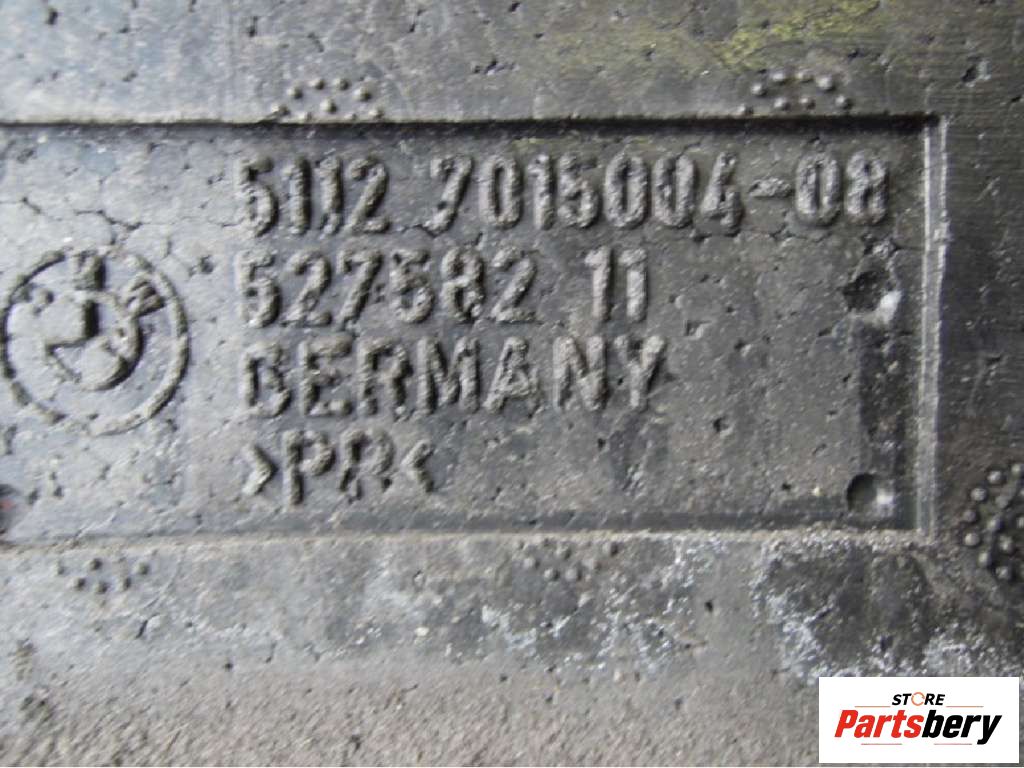 5112 7015004-08
527582 11
GERMANY
>PP<
STORE
Partsbery